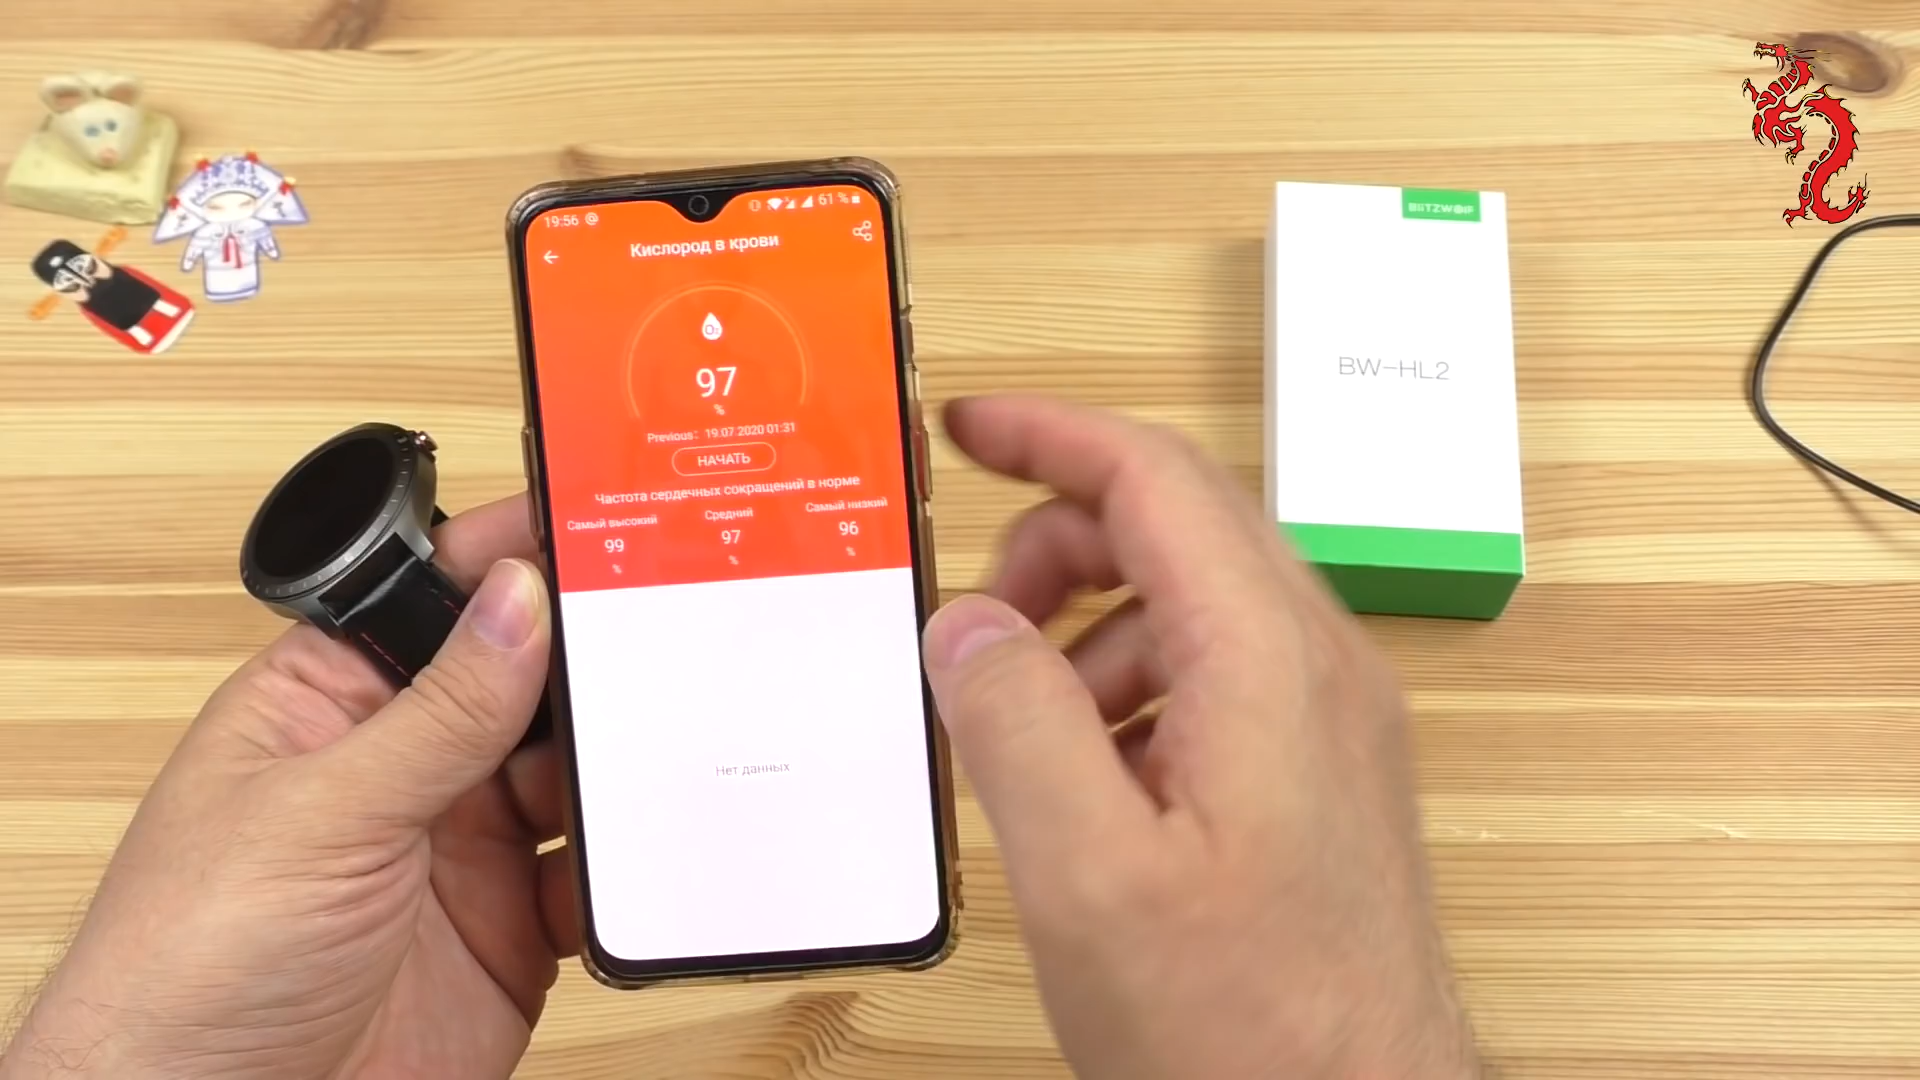 19:56 @
61 %
Кислород в крови
O₂
97
%
Previous: 19.07.2020 01:31
НАЧАТЬ
Частота сердечных сокращений в норме
Самый высокий Средний Самый низкий
99 97 96
% % %
Нет данных
BlitzWolf
BW-HL2